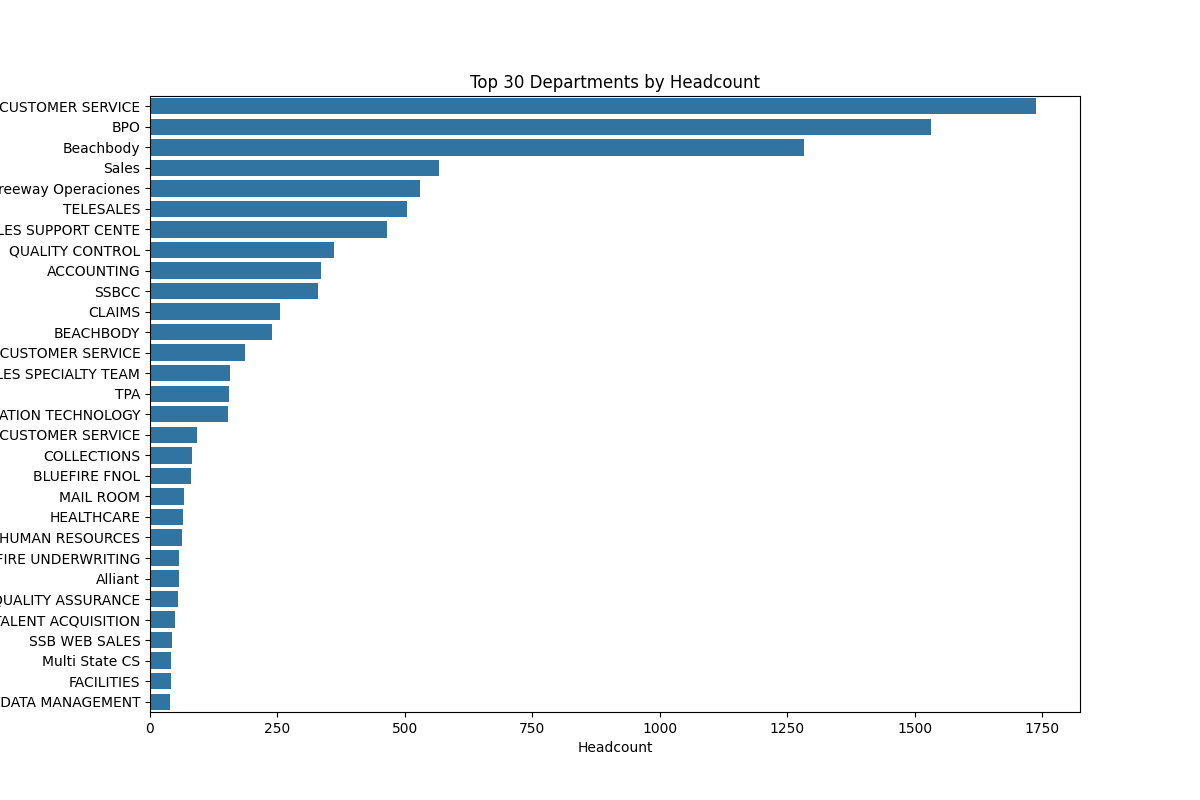 Top 30 Departments by Headcount
CUSTOMER SERVICE
BPO
Beachbody
Sales
reeway Operaciones
TELESALES
LES SUPPORT CENTE
QUALITY CONTROL
ACCOUNTING
SSBCC
CLAIMS
BEACHBODY
CUSTOMER SERVICE
LES SPECIALTY TEAM
TPA
ATION TECHNOLOGY
CUSTOMER SERVICE
COLLECTIONS
BLUEFIRE FNOL
MAIL ROOM
HEALTHCARE
HUMAN RESOURCES
FIRE UNDERWRITING
Alliant
QUALITY ASSURANCE
TALENT ACQUISITION
SSB WEB SALES
Multi State CS
FACILITIES
DATA MANAGEMENT
0 250 500 750 1000 1250 1500 1750
Headcount